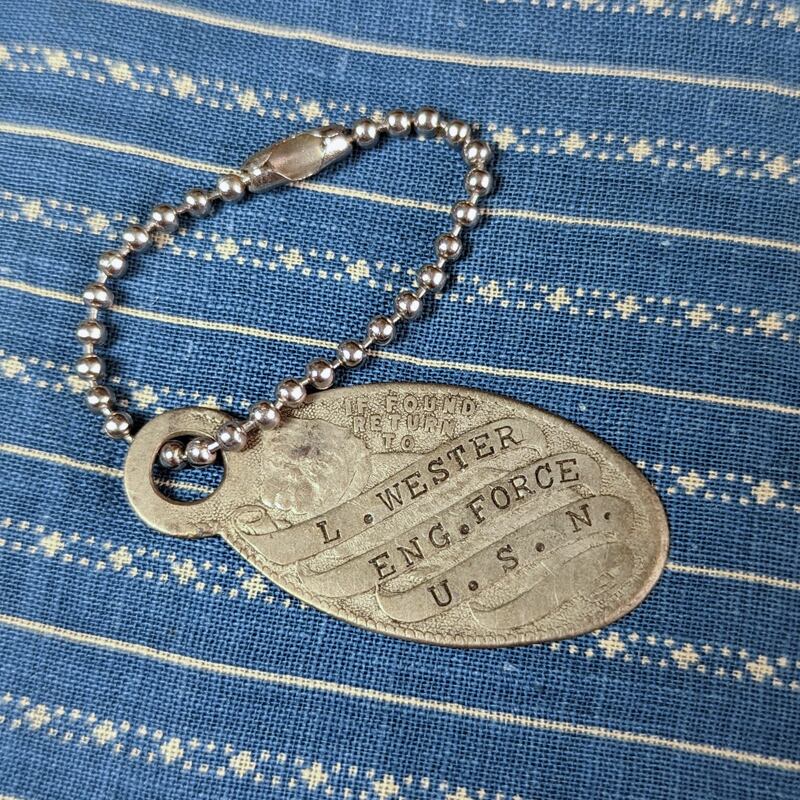 IF FOUND
RETURN
TO
L. WESTER
ENG. FORCE
U. S. N.